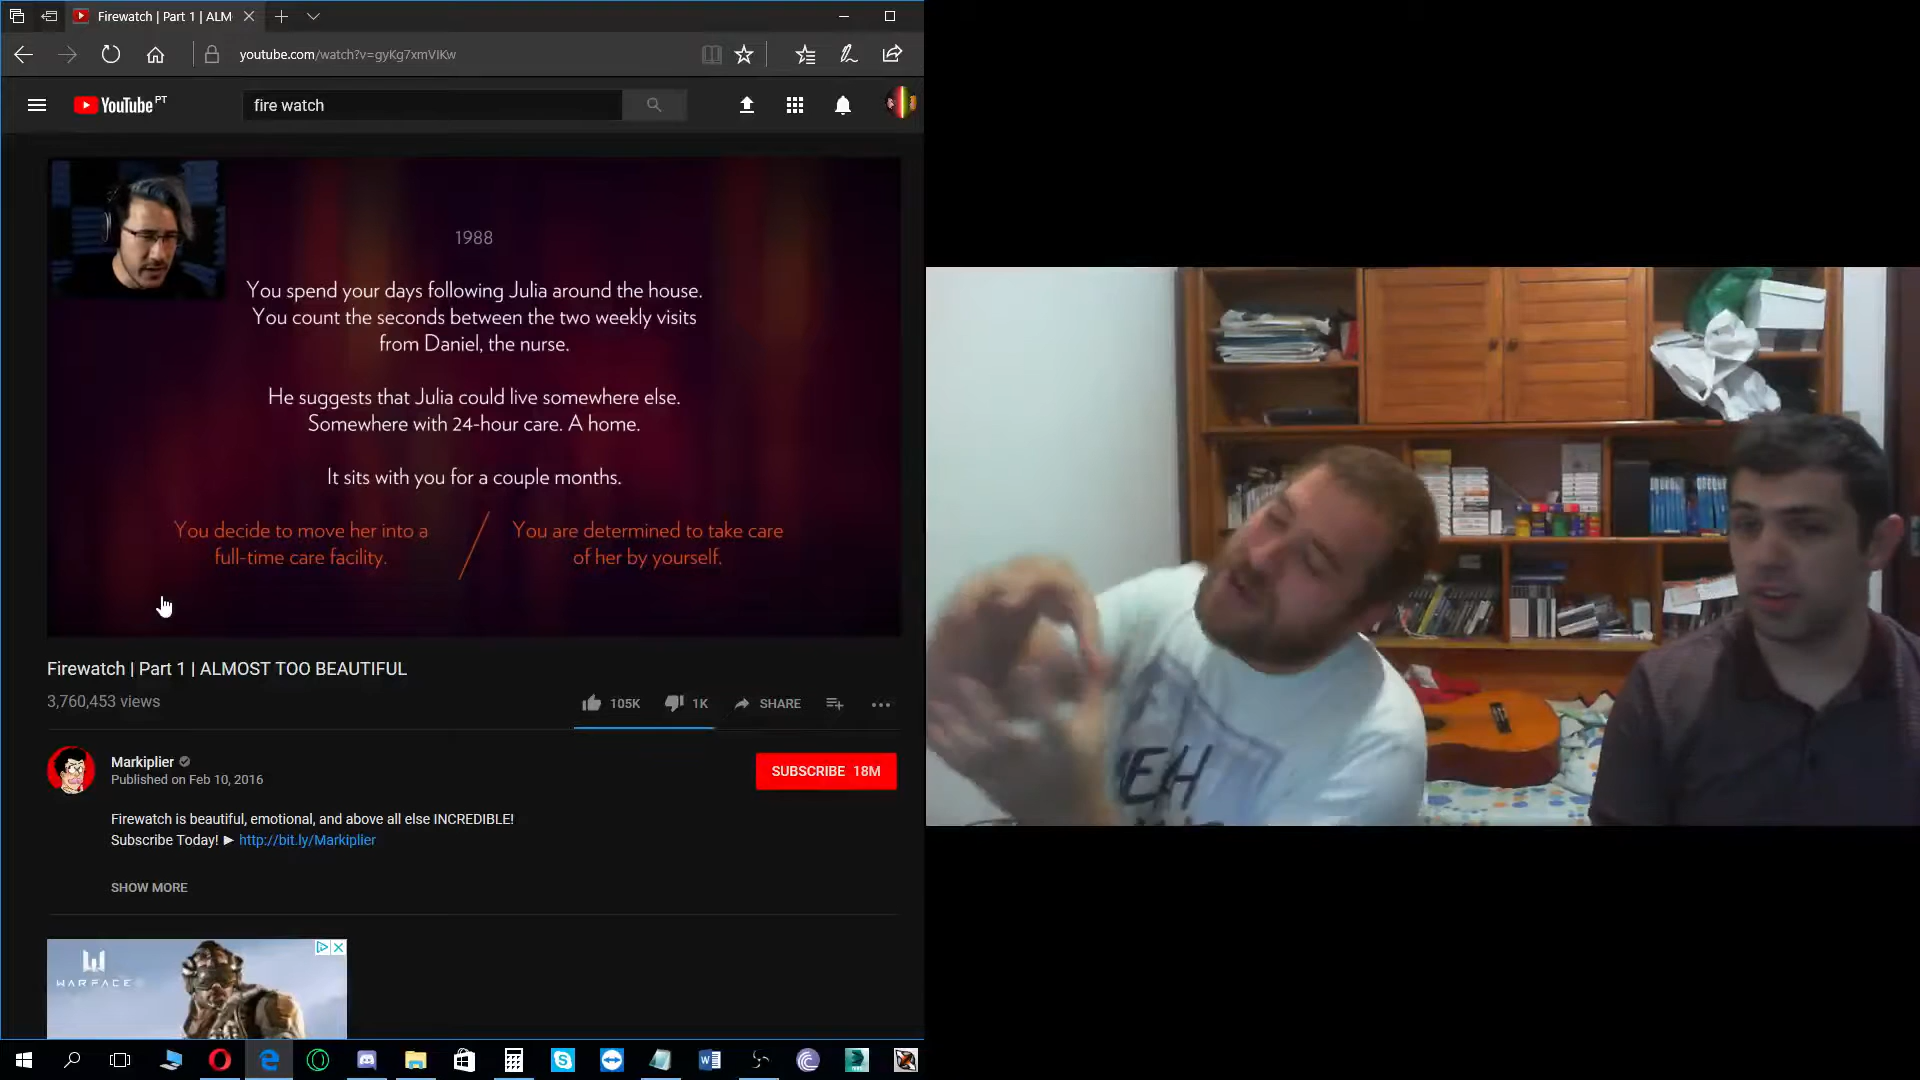 Firewatch | Part 1 | ALM
youtube.com/watch?v=gyKg7xmVIKw
YouTube PT
fire watch
1988
You spend your days following Julia around the house.
You count the seconds between the two weekly visits
from Daniel, the nurse.
He suggests that Julia could live somewhere else.
Somewhere with 24-hour care. A home.
It sits with you for a couple months.
You decide to move her into a
full-time care facility.
You are determined to take care
of her by yourself.
Firewatch | Part 1 | ALMOST TOO BEAUTIFUL
3,760,453 views
105K
1K
SHARE
Markiplier
Published on Feb 10, 2016
SUBSCRIBE 18M
Firewatch is beautiful, emotional, and above all else INCREDIBLE!
Subscribe Today! ► http://bit.ly/Markiplier
SHOW MORE
WARFACE